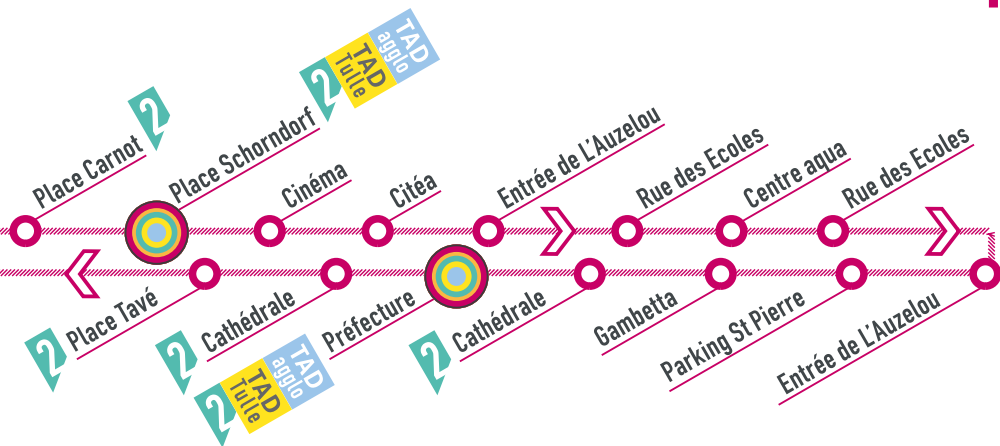 2
Place Carnot
2
TAD
Tulle
TAD
agglo
Place Schorndorf
Cinéma
Citéa
Entrée de L'Auzelou
Rue des Ecoles
Centre aqua
Rue des Ecoles
2
Place Tavé
2
Cathédrale
2
TAD
Tulle
TAD
agglo
Préfecture
2
Cathédrale
Gambetta
Parking St Pierre
Entrée de L'Auzelou